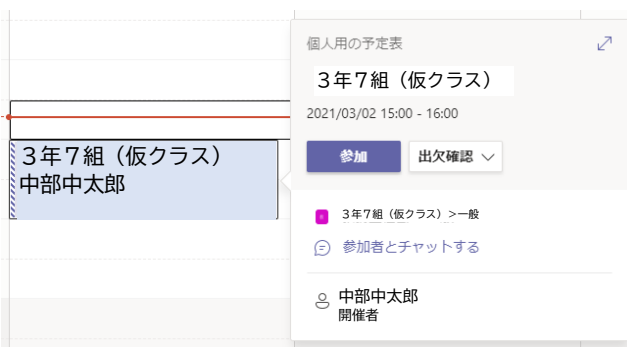 個人用の予定表
３年７組（仮クラス）
2021/03/02 15:00 - 16:00
参加
出欠確認
３年７組（仮クラス）
中部中太郎
３年７組（仮クラス）>一般
参加者とチャットする
中部中太郎
開催者